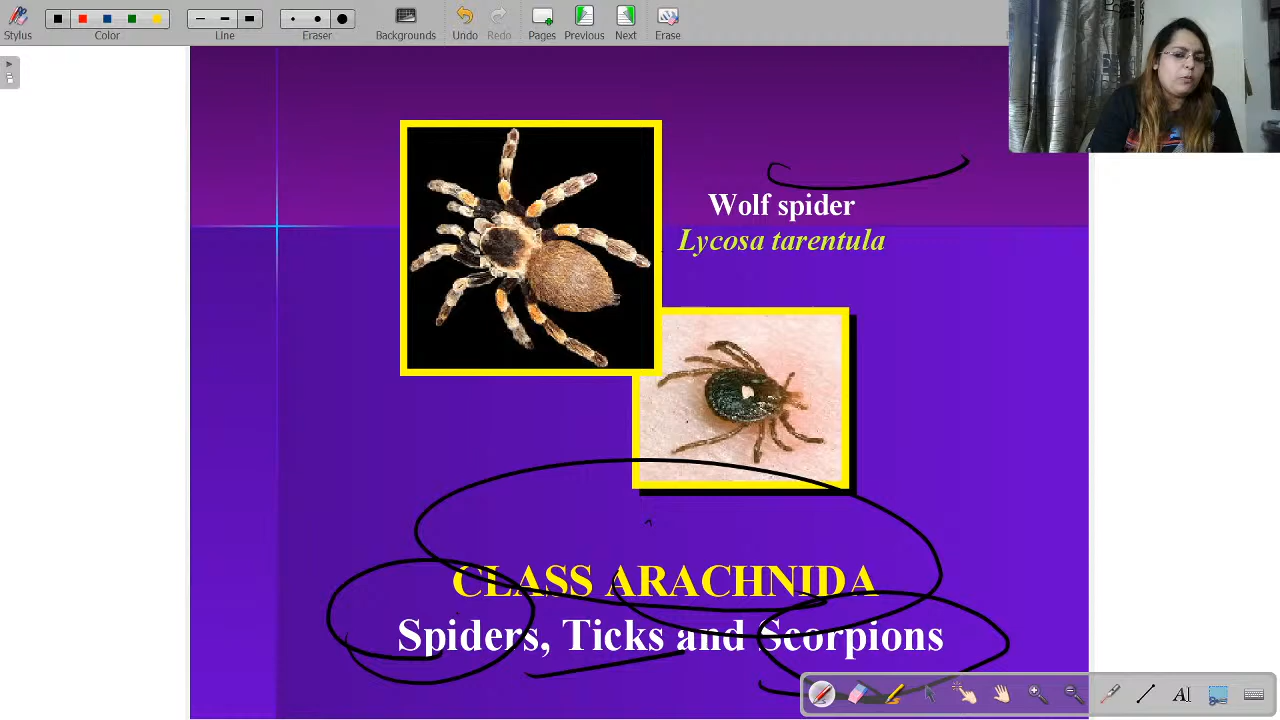 Stylus
Color
Line
Eraser
Backgrounds
Undo
Redo
Pages
Previous
Next
Erase
Wolf spider
Lycosa tarentula
CLASS ARACHNIDA
Spiders, Ticks and Scorpions